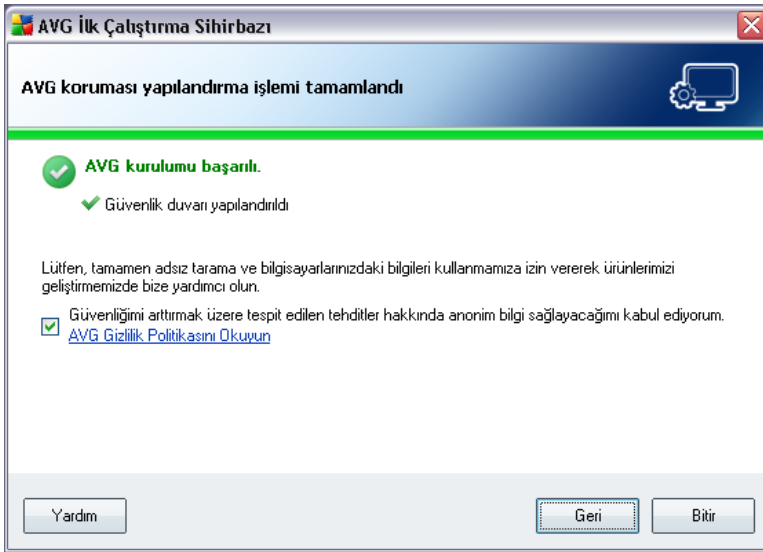 AVG İlk Çalıştırma Sihirbazı
AVG koruması yapılandırma işlemi tamamlandı
AVG kurulumu başarılı.
Güvenlik duvarı yapılandırıldı
Lütfen, tamamen adsız tarama ve bilgisayarlarınızdaki bilgileri kullanmamıza izin vererek ürünlerimizi
geliştirmemizde bize yardımcı olun.
Güvenliğimi arttırmak üzere tespit edilen tehditler hakkında anonim bilgi sağlayacağımı kabul ediyorum.
AVG Gizlilik Politikasını Okuyun
Yardım
Geri
Bitir